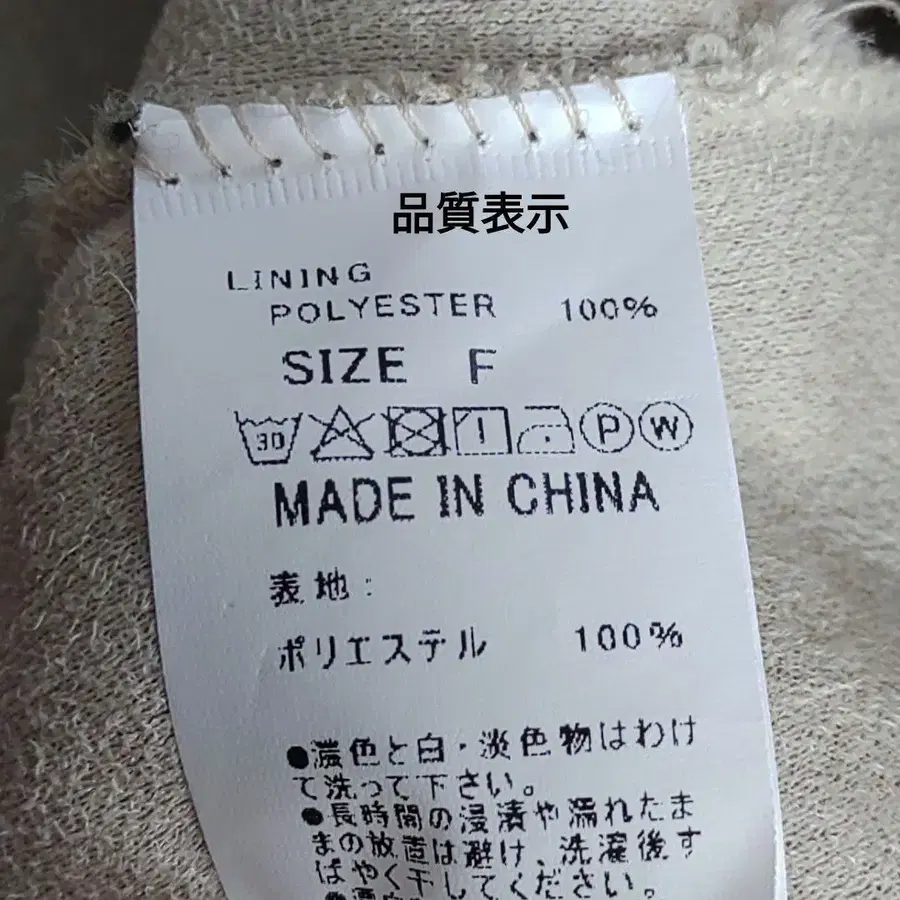 品質表示
LINING
POLYESTER 100%
SIZE F
30 P W
MADE IN CHINA
表地:
ポリエステル 100%
●濃色と白・淡色物はわけ
て洗って下さい。
●長時間の浸漬や濡れたま
まの放置は避け、洗濯後す
ばやく干してください。